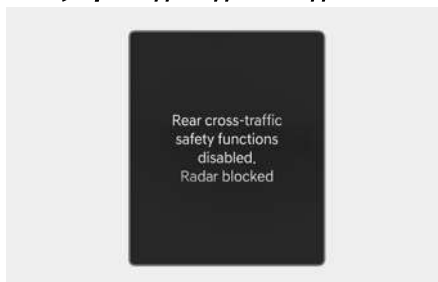 Rear cross-traffic
safety functions
disabled.
Radar blocked